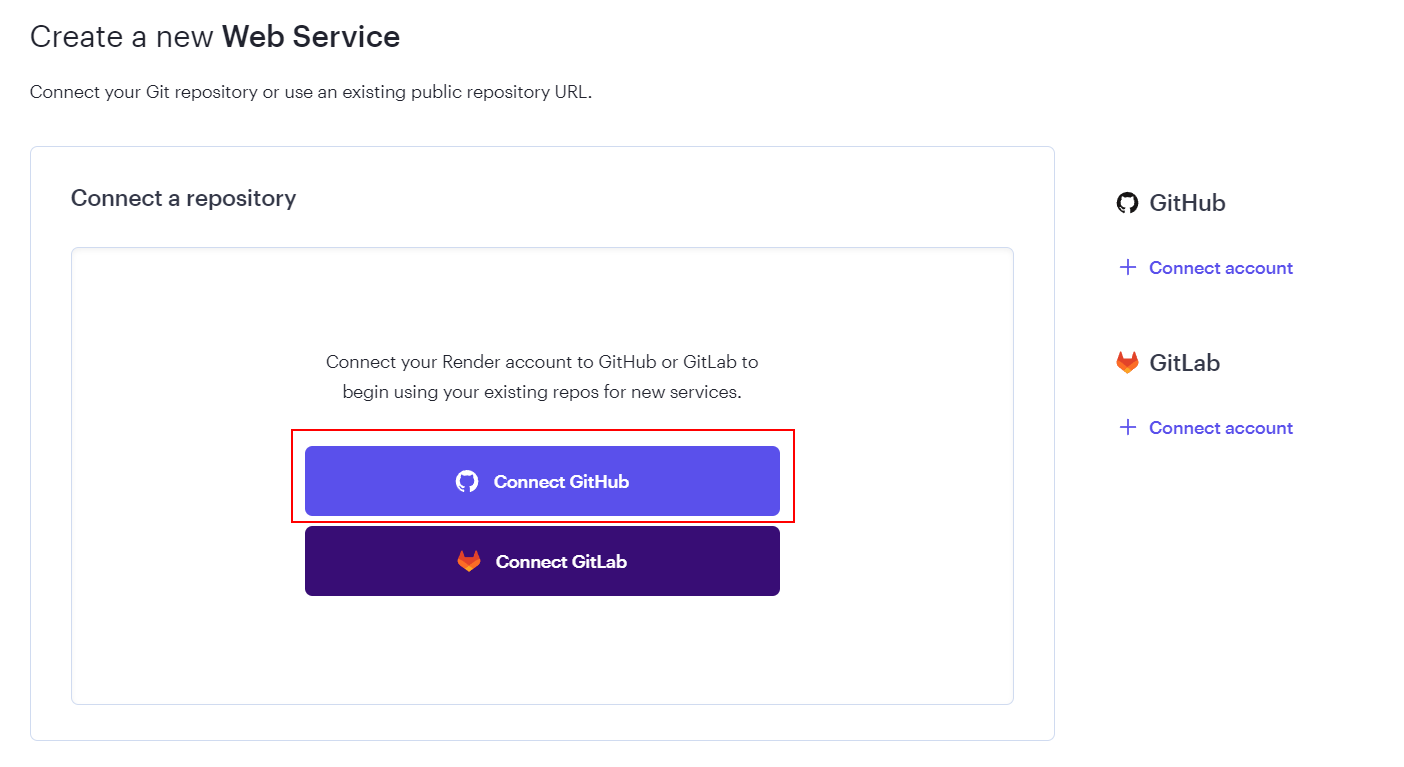 Create a new Web Service
Connect your Git repository or use an existing public repository URL.
Connect a repository
Connect your Render account to GitHub or GitLab to
begin using your existing repos for new services.
Connect GitHub
Connect GitLab
GitHub
+ Connect account
GitLab
+ Connect account